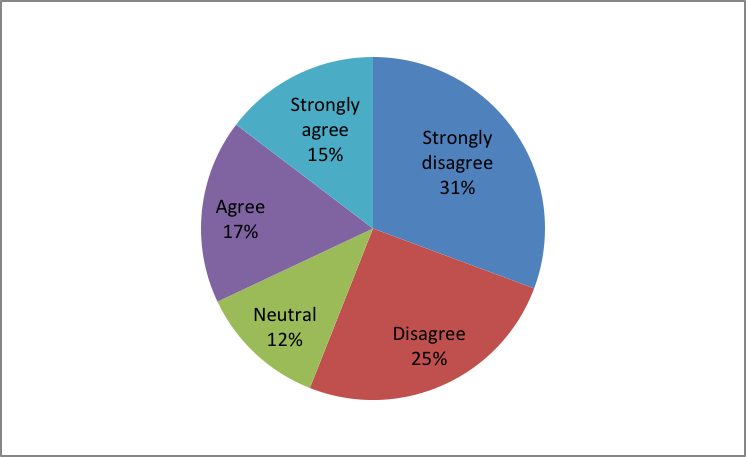 Strongly
disagree
31%
Disagree
25%
Neutral
12%
Agree
17%
Strongly
agree
15%